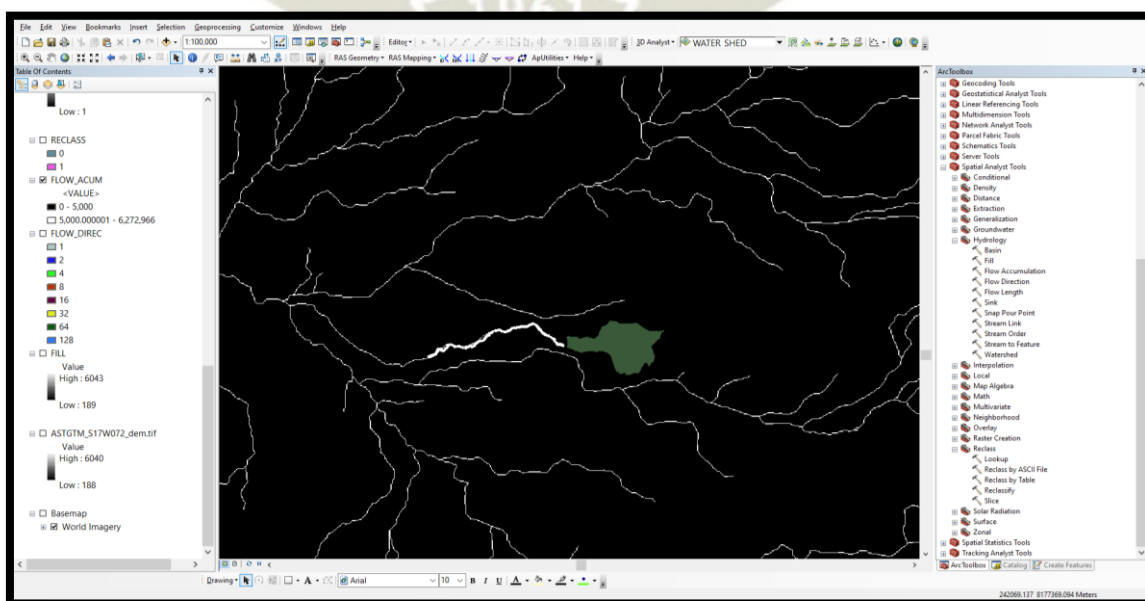 File Edit View Bookmarks Insert Selection Geoprocessing Customize Windows Help
1:100,000 Editor 3D Analyst WATER SHED
RAS Geometry RAS Mapping ApUtilities Help
Table Of Contents
Low : 1
RECLASS
0
1
FLOW_ACUM
<VALUE>
0 - 5,000
5,000.000001 - 6,272,966
FLOW_DIREC
1
2
4
8
16
32
64
128
FILL
Value
High : 6043
Low : 189
ASTGTM_S17W072_dem.tif
Value
High : 6040
Low : 188
Basemap
World Imagery
ArcToolbox
Geocoding Tools
Geostatistical Analyst Tools
Linear Referencing Tools
Multidimension Tools
Network Analyst Tools
Parcel Fabric Tools
Schematics Tools
Server Tools
Spatial Analyst Tools
Conditional
Density
Distance
Extraction
Generalization
Groundwater
Hydrology
Basin
Fill
Flow Accumulation
Flow Direction
Flow Length
Sink
Snap Pour Point
Stream Link
Stream Order
Stream to Feature
Watershed
Interpolation
Local
Map Algebra
Math
Multivariate
Neighborhood
Overlay
Raster Creation
Reclass
Lookup
Reclass by ASCII File
Reclass by Table
Reclassify
Slice
Solar Radiation
Surface
Zonal
Spatial Statistics Tools
Tracking Analyst Tools
ArcToolbox Catalog Create Features
Drawing A Arial 10 B I U A
242069.137 8177369.094 Meters